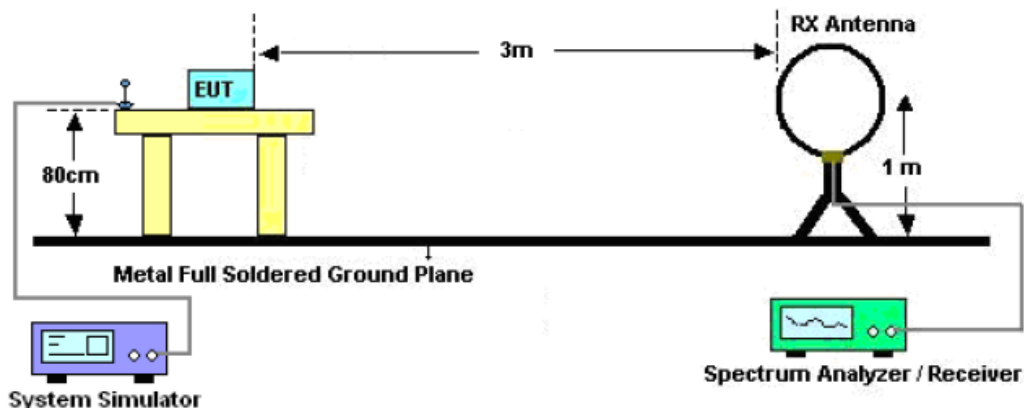 RX Antenna
3m
EUT
80cm
1 m
Metal Full Soldered Ground Plane
System Simulator
Spectrum Analyzer / Receiver